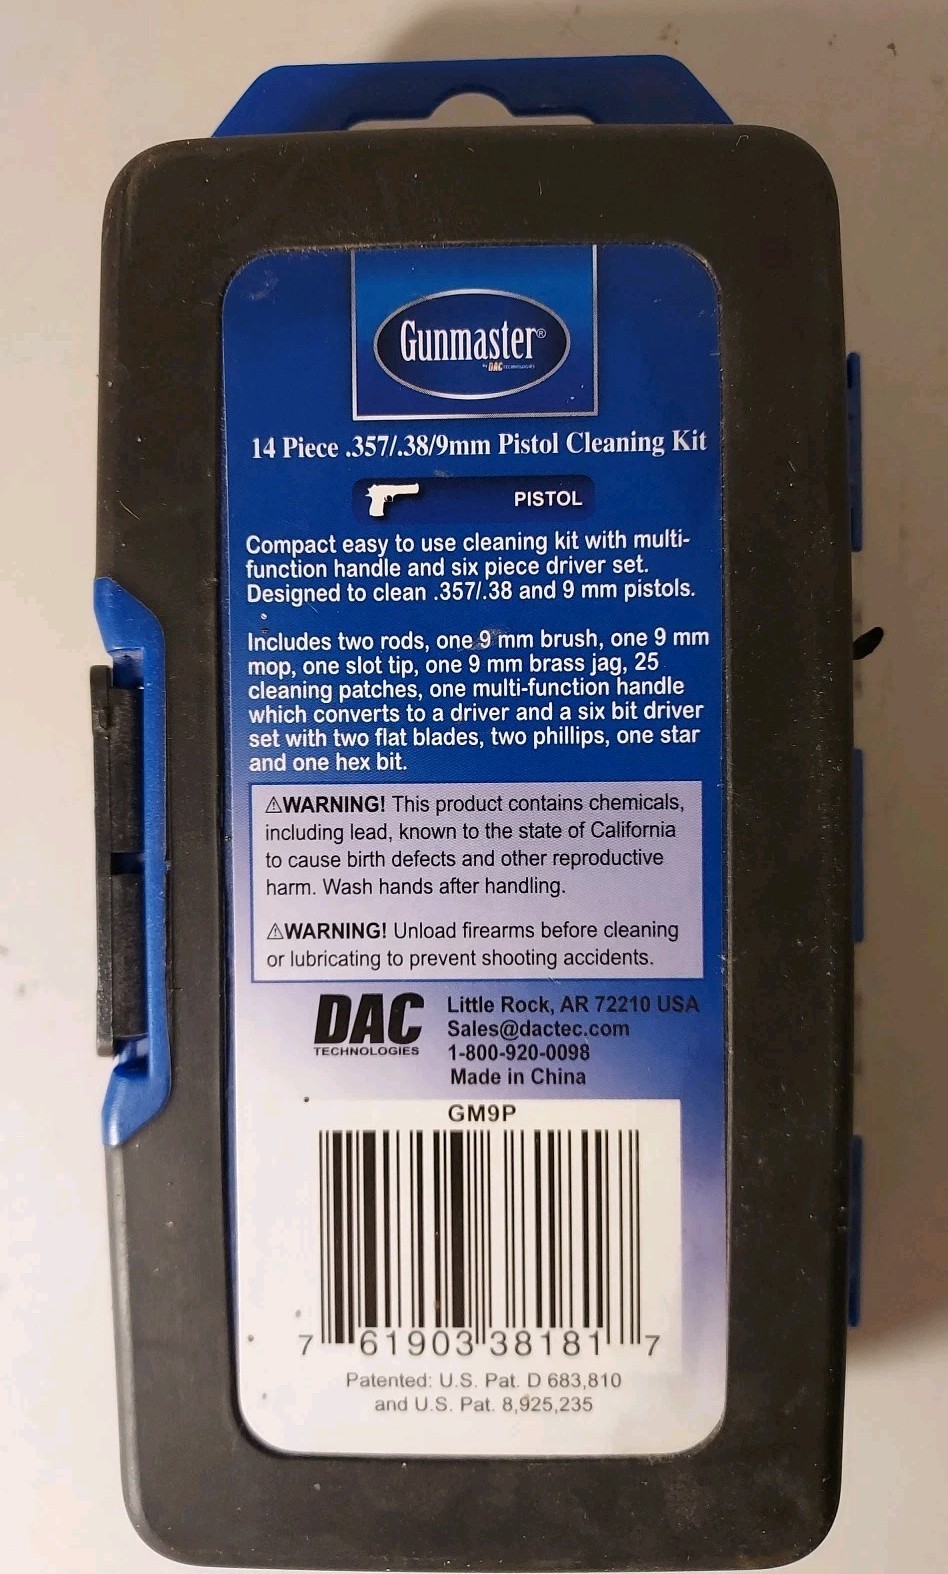 Gunmaster®
by DAC TECHNOLOGIES
14 Piece .357/.38/9mm Pistol Cleaning Kit
PISTOL
Compact easy to use cleaning kit with multi-
function handle and six piece driver set.
Designed to clean .357/.38 and 9 mm pistols.
Includes two rods, one 9 mm brush, one 9 mm
mop, one slot tip, one 9 mm brass jag, 25
cleaning patches, one multi-function handle
which converts to a driver and a six bit driver
set with two flat blades, two phillips, one star
and one hex bit.
⚠WARNING! This product contains chemicals,
including lead, known to the state of California
to cause birth defects and other reproductive
harm. Wash hands after handling.
⚠WARNING! Unload firearms before cleaning
or lubricating to prevent shooting accidents.
DAC
TECHNOLOGIES
Little Rock, AR 72210 USA
Sales@dactec.com
1-800-920-0098
Made in China
GM9P
7 61903 38181 7
Patented: U.S. Pat. D 683,810
and U.S. Pat. 8,925,235